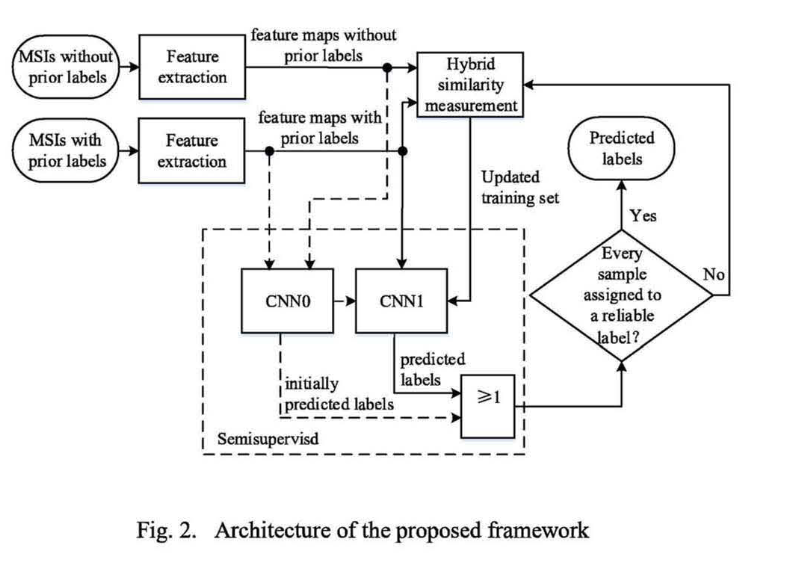 MSIs without
prior labels
Feature
extraction
feature maps without
prior labels
Hybrid
similarity
measurement
MSIs with
prior labels
Feature
extraction
feature maps with
prior labels
Predicted
labels
Updated
training set
Yes
Every
sample
assigned to
a reliable
label?
No
CNN0
CNN1
predicted
labels
initially
predicted labels
≥1
Semisupervisd
Fig. 2. Architecture of the proposed framework